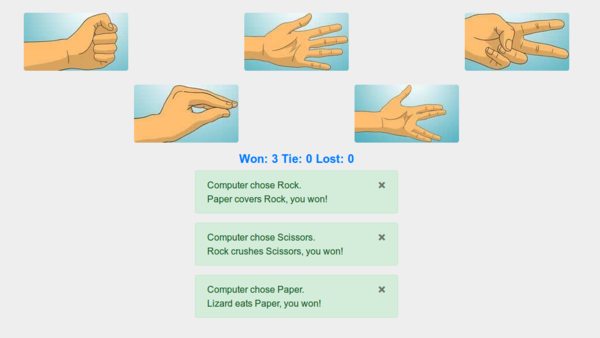 Won: 3 Tie: 0 Lost: 0
Computer chose Rock. ×
Paper covers Rock, you won!
Computer chose Scissors. ×
Rock crushes Scissors, you won!
Computer chose Paper. ×
Lizard eats Paper, you won!